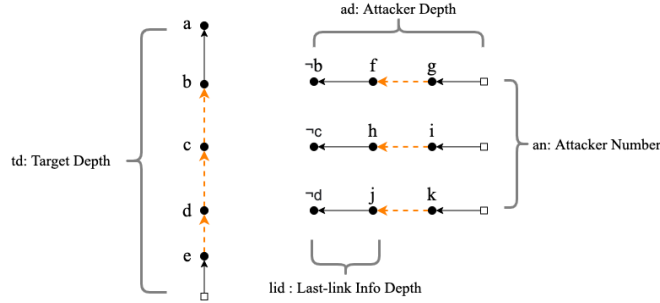 ad: Attacker Depth
a
b
c
d
e
td: Target Depth
¬b f g
¬c h i
¬d j k
an: Attacker Number
lid : Last-link Info Depth